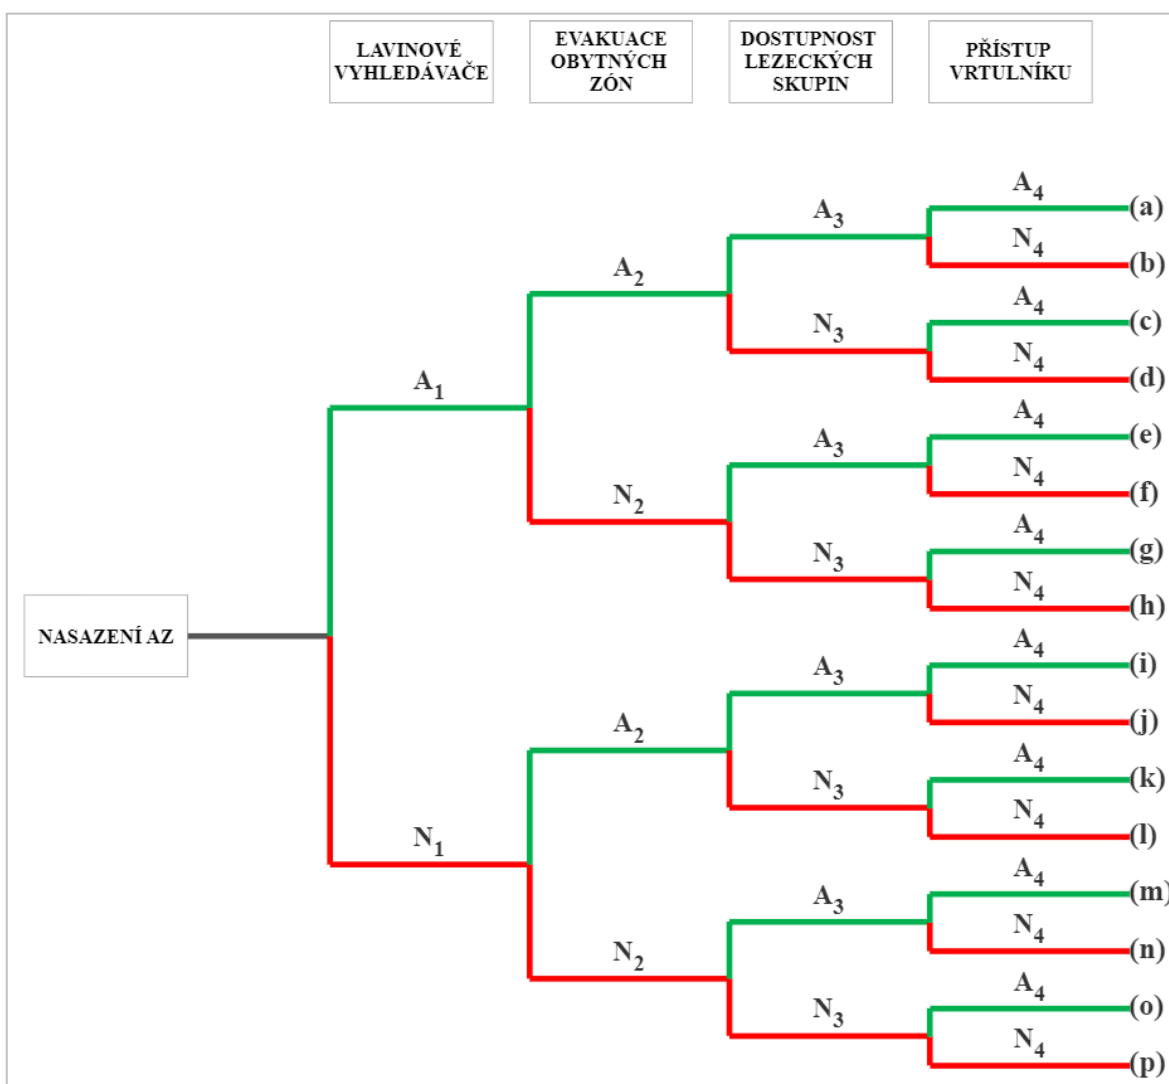 LAVINOVÉ
VYHLEDÁVAČE
EVAKUACE
OBYTNÝCH
ZÓN
DOSTUPNOST
LEZECKÝCH
SKUPIN
PŘÍSTUP
VRTULNÍKU
A4
(a)
A3
N4
(b)
A2
A4
(c)
N3
N4
(d)
A1
A4
(e)
A3
N4
(f)
N2
A4
(g)
N3
N4
(h)
NASAZENÍ AZ
A4
(i)
A3
N4
(j)
A2
A4
(k)
N3
N4
(l)
N1
A4
(m)
A3
N4
(n)
N2
A4
(o)
N3
N4
(p)